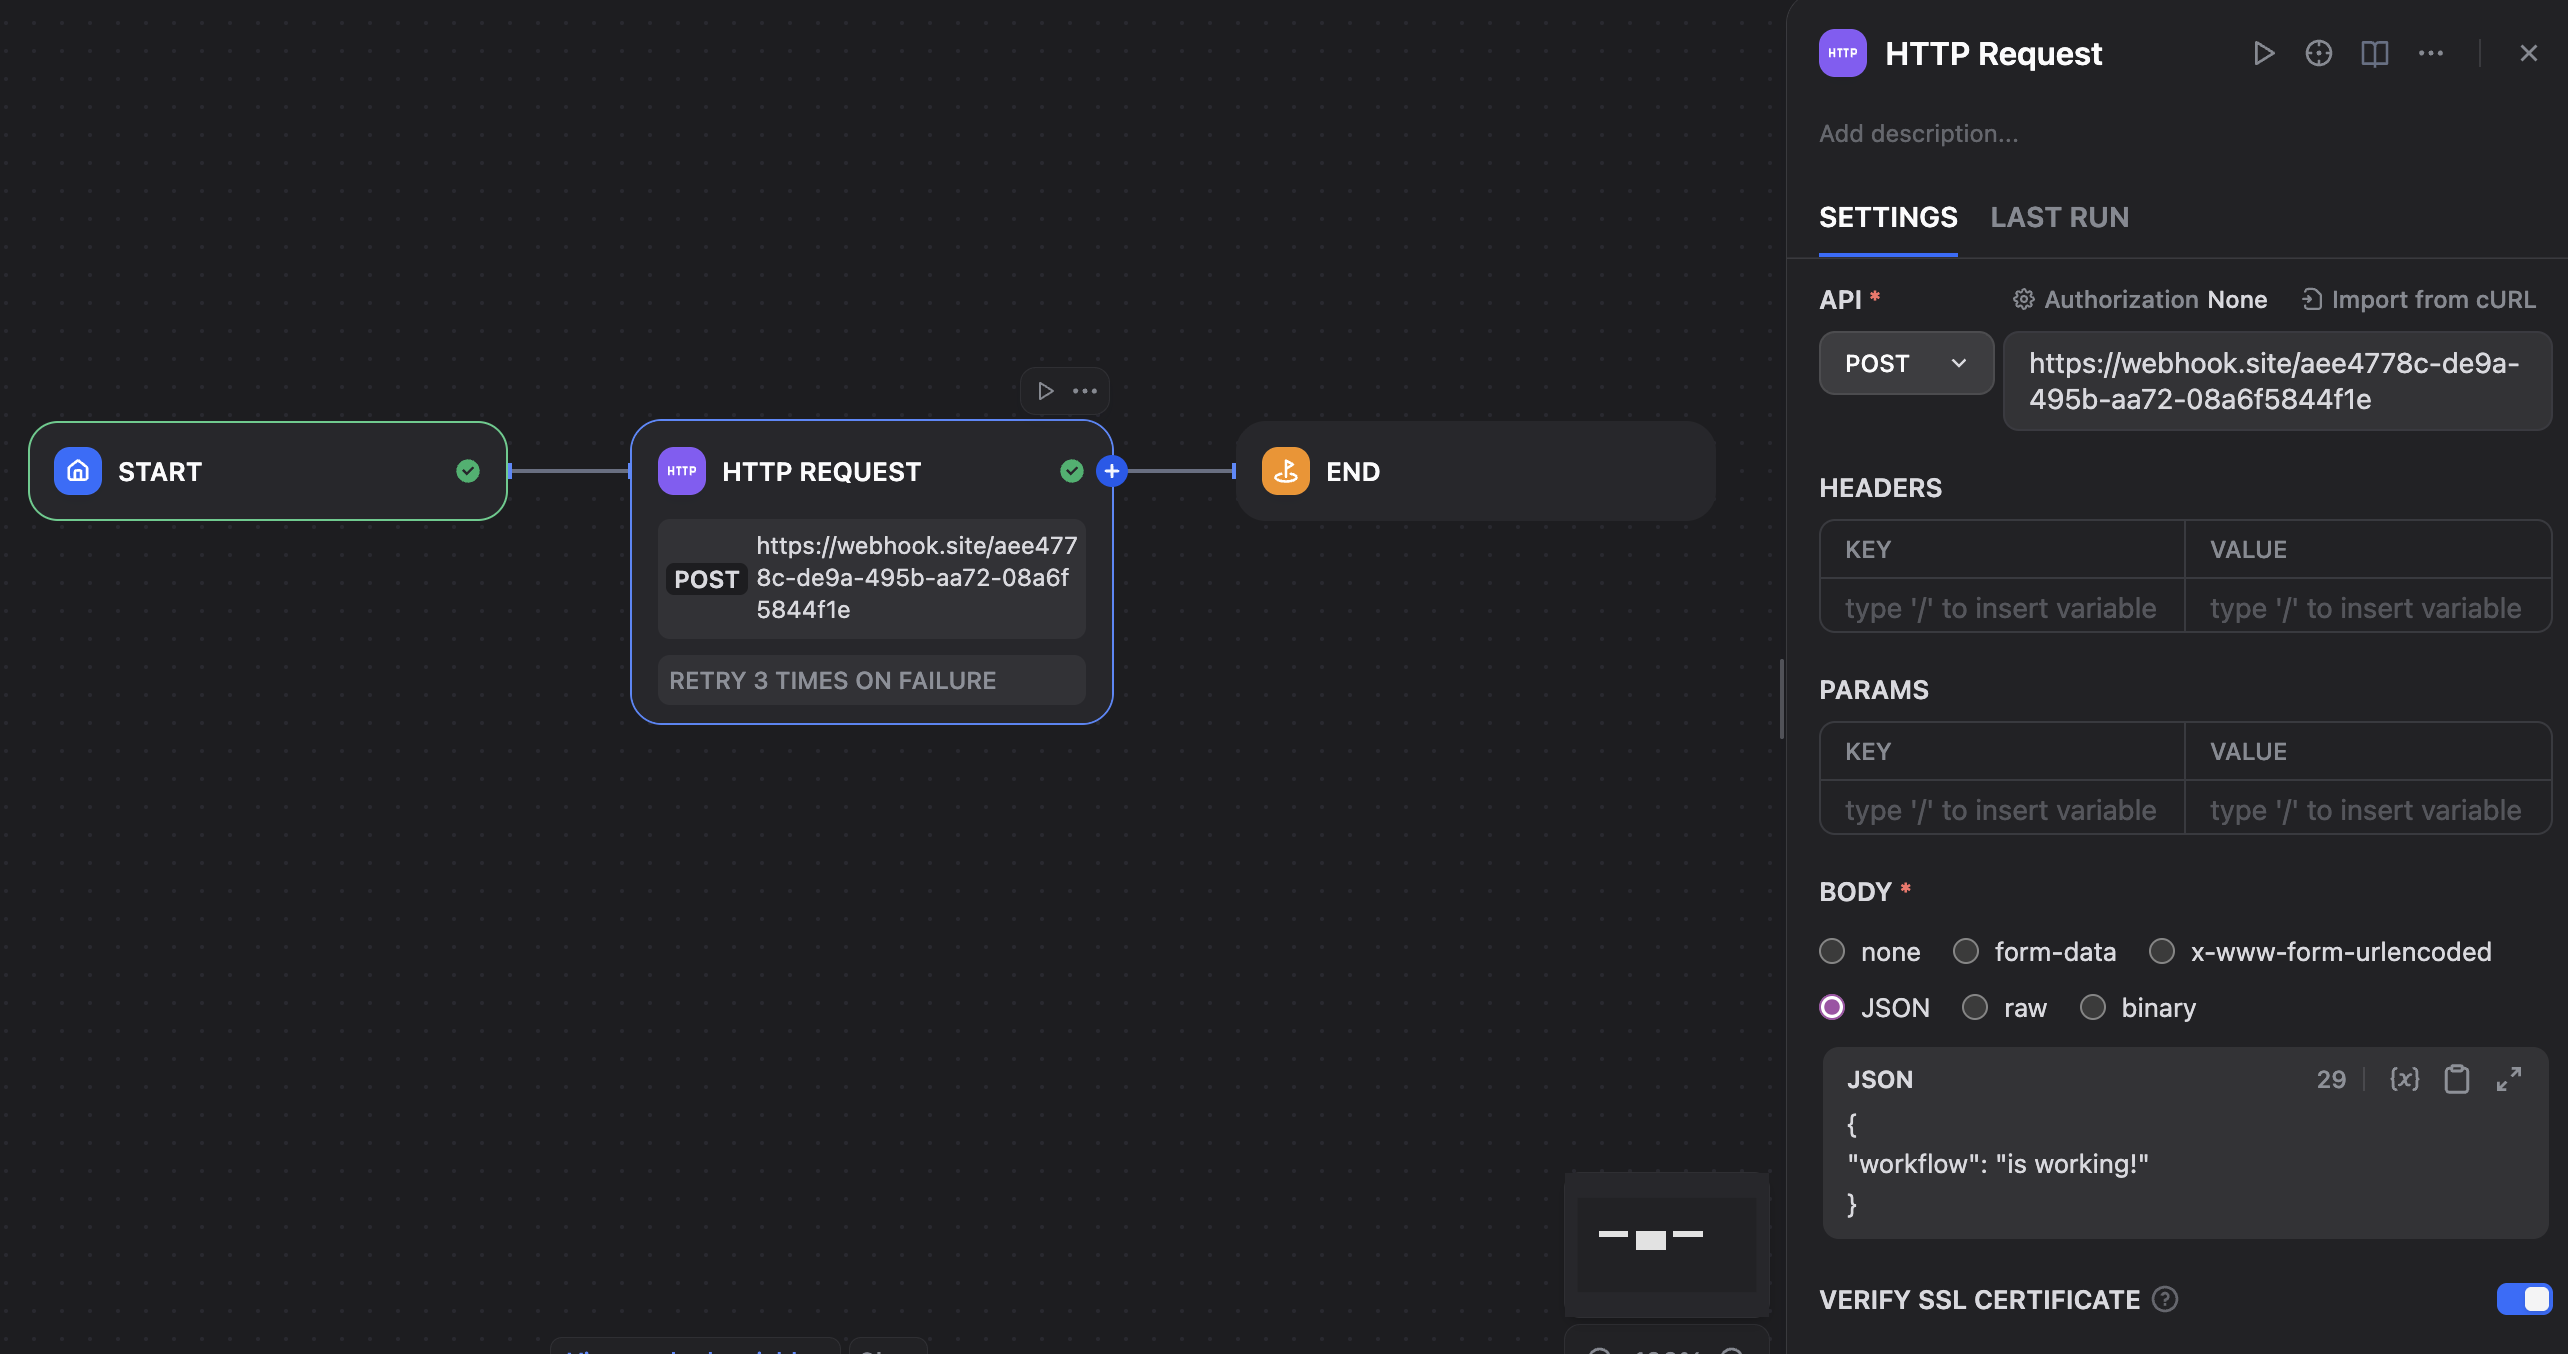 START
HTTP
HTTP REQUEST
POST
https://webhook.site/aee477
8c-de9a-495b-aa72-08a6f
5844f1e
RETRY 3 TIMES ON FAILURE
END
HTTP
HTTP Request
Add description...
SETTINGS
LAST RUN
API *
Authorization None
Import from cURL
POST
https://webhook.site/aee4778c-de9a-
495b-aa72-08a6f5844f1e
HEADERS
KEY
VALUE
type '/' to insert variable
type '/' to insert variable
PARAMS
KEY
VALUE
type '/' to insert variable
type '/' to insert variable
BODY *
none
form-data
x-www-form-urlencoded
JSON
raw
binary
JSON
29
{x}
{
"workflow": "is working!"
}
VERIFY SSL CERTIFICATE
?